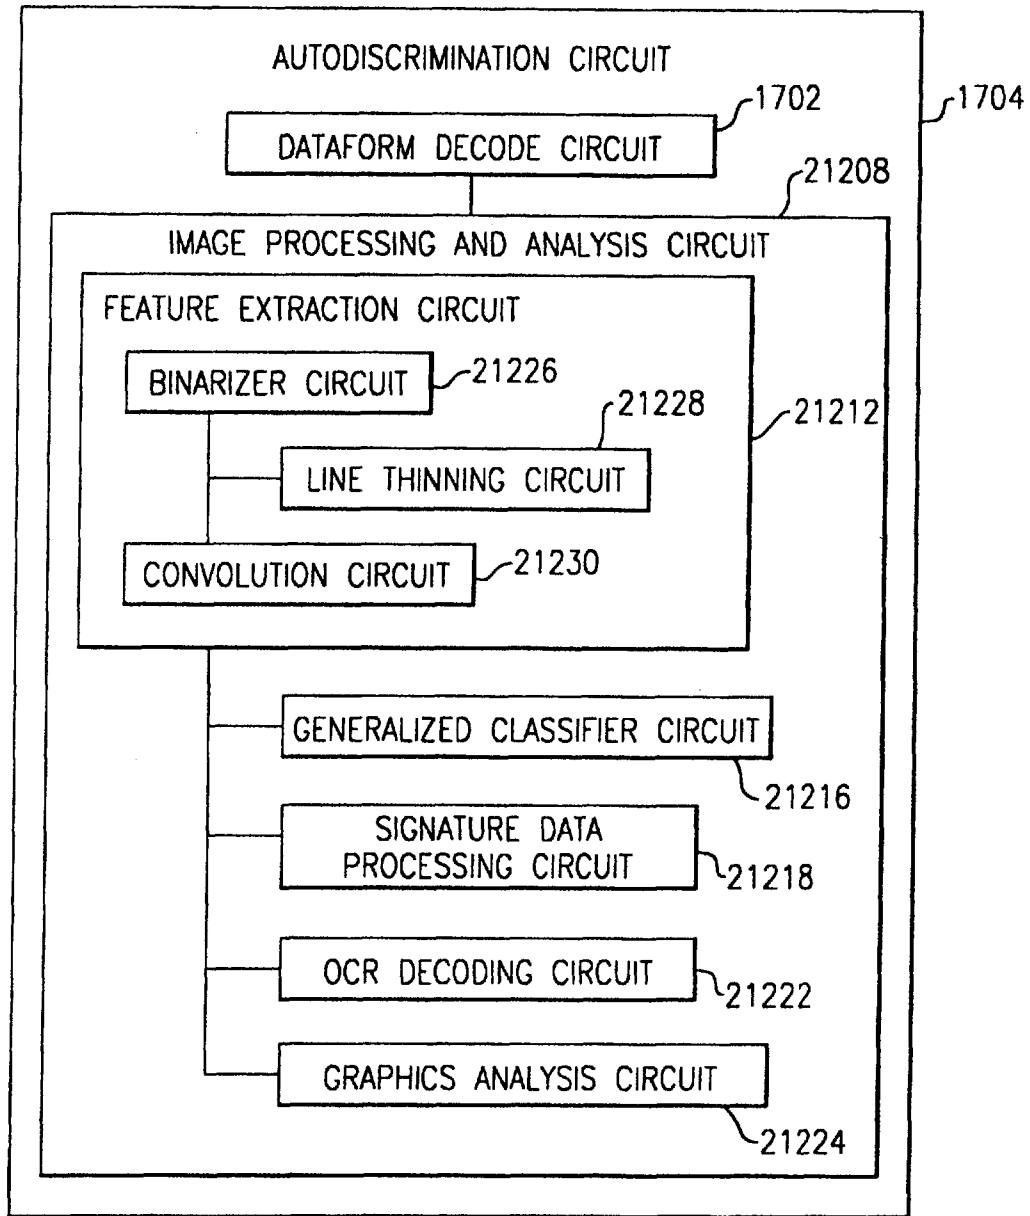 AUTODISCRIMINATION CIRCUIT
1702
1704
DATAFORM DECODE CIRCUIT
21208
IMAGE PROCESSING AND ANALYSIS CIRCUIT
FEATURE EXTRACTION CIRCUIT
BINARIZER CIRCUIT
21226
21228
21212
LINE THINNING CIRCUIT
CONVOLUTION CIRCUIT
21230
GENERALIZED CLASSIFIER CIRCUIT
21216
SIGNATURE DATA
PROCESSING CIRCUIT
21218
OCR DECODING CIRCUIT
21222
GRAPHICS ANALYSIS CIRCUIT
21224